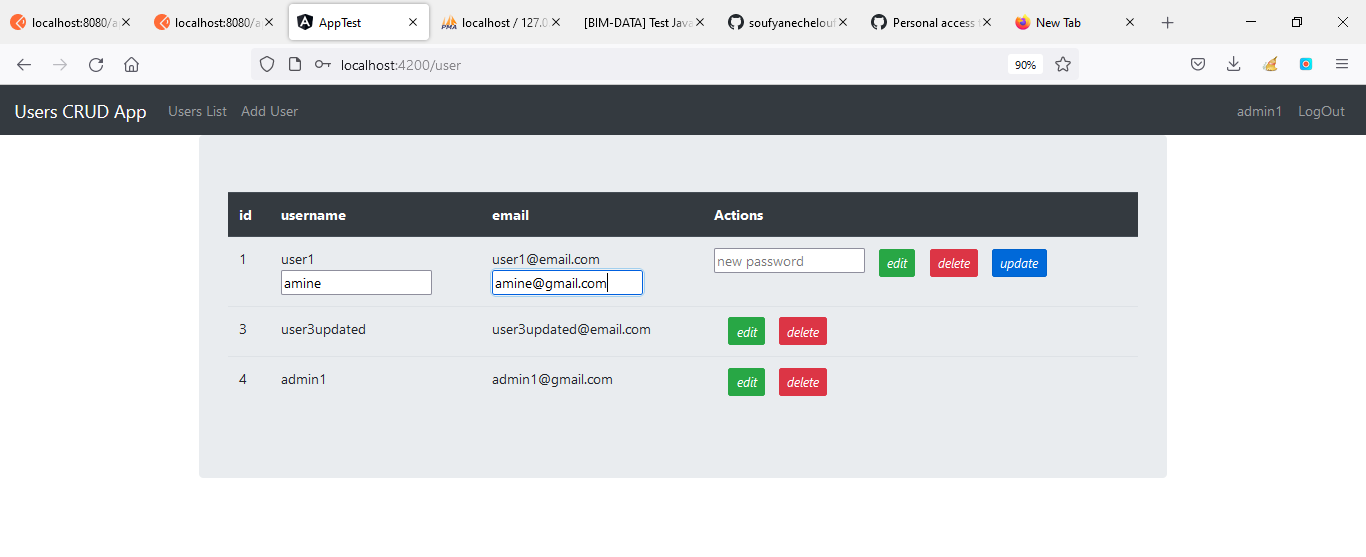 localhost:8080/a
localhost:8080/a
AppTest
localhost / 127.0
[BIM-DATA] Test Java
soufyanechelouf
Personal access
New Tab
localhost:4200/user
90%
Users CRUD App
Users List
Add User
admin1
LogOut
id username email Actions
1 user1 user1@email.com new password edit delete update
amine amine@gmail.com
3 user3updated user3updated@email.com edit delete
4 admin1 admin1@gmail.com edit delete